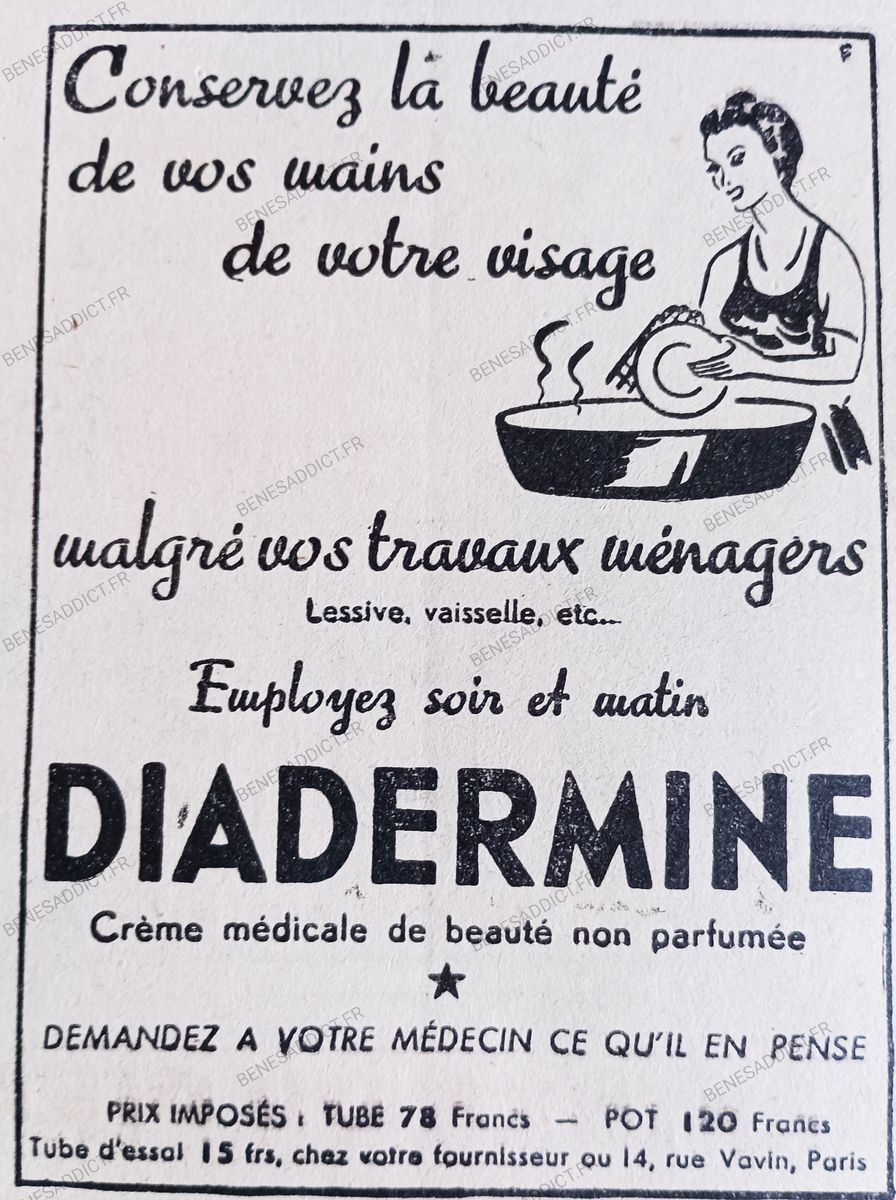 Conservez la beauté
de vos mains
de votre visage
malgré vos travaux ménagers
Lessive, vaisselle, etc...
Employez soir et matin
DIADERMINE
Crème médicale de beauté non parfumée
★
DEMANDEZ A VOTRE MÉDECIN CE QU'IL EN PENSE
PRIX IMPOSÉS : TUBE 78 Francs — POT 120 Francs
Tube d'essai 15 frs, chez votre fournisseur ou 14, rue Vavin, Paris
BENESADDICT.FR